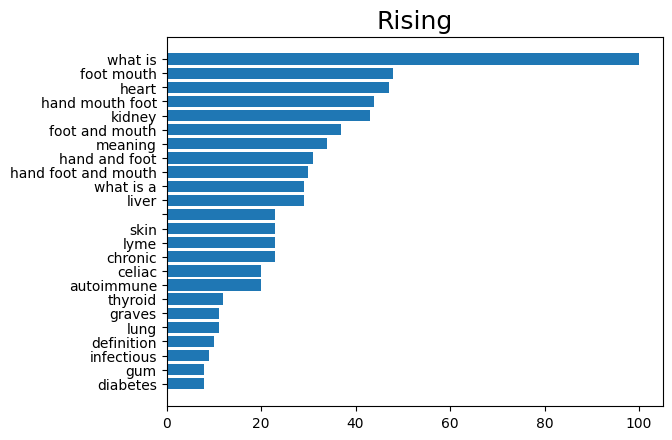 Rising
what is
foot mouth
heart
hand mouth foot
kidney
foot and mouth
meaning
hand and foot
hand foot and mouth
what is a
liver
skin
lyme
chronic
celiac
autoimmune
thyroid
graves
lung
definition
infectious
gum
diabetes
0 20 40 60 80 100